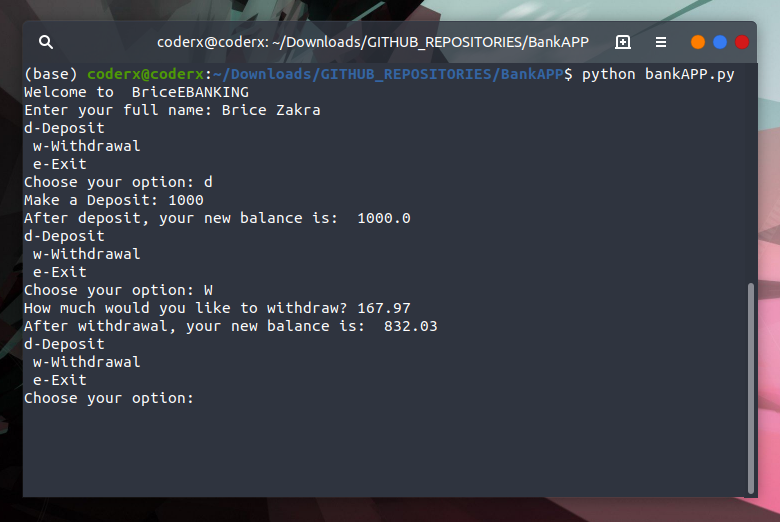 coderx@coderx: ~/Downloads/GITHUB_REPOSITORIES/BankAPP
(base) coderx@coderx:~/Downloads/GITHUB_REPOSITORIES/BankAPP$ python bankAPP.py
Welcome to  BriceEBANKING
Enter your full name: Brice Zakra
d-Deposit
 w-Withdrawal
 e-Exit
Choose your option: d
Make a Deposit: 1000
After deposit, your new balance is:  1000.0
d-Deposit
 w-Withdrawal
 e-Exit
Choose your option: W
How much would you like to withdraw? 167.97
After withdrawal, your new balance is:  832.03
d-Deposit
 w-Withdrawal
 e-Exit
Choose your option: